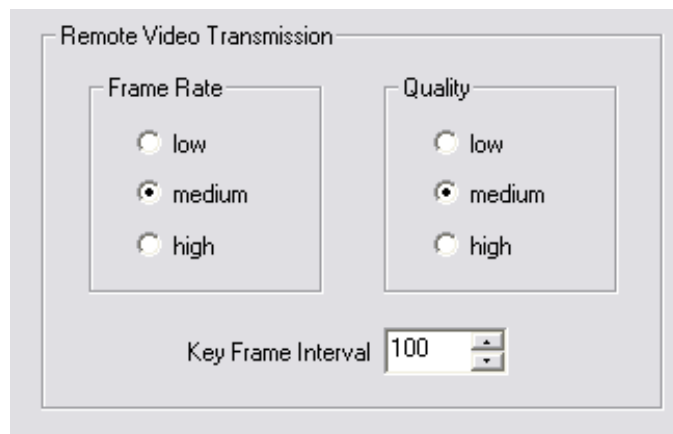 Remote Video Transmission
Frame Rate
low
medium
high
Quality
low
medium
high
Key Frame Interval 100